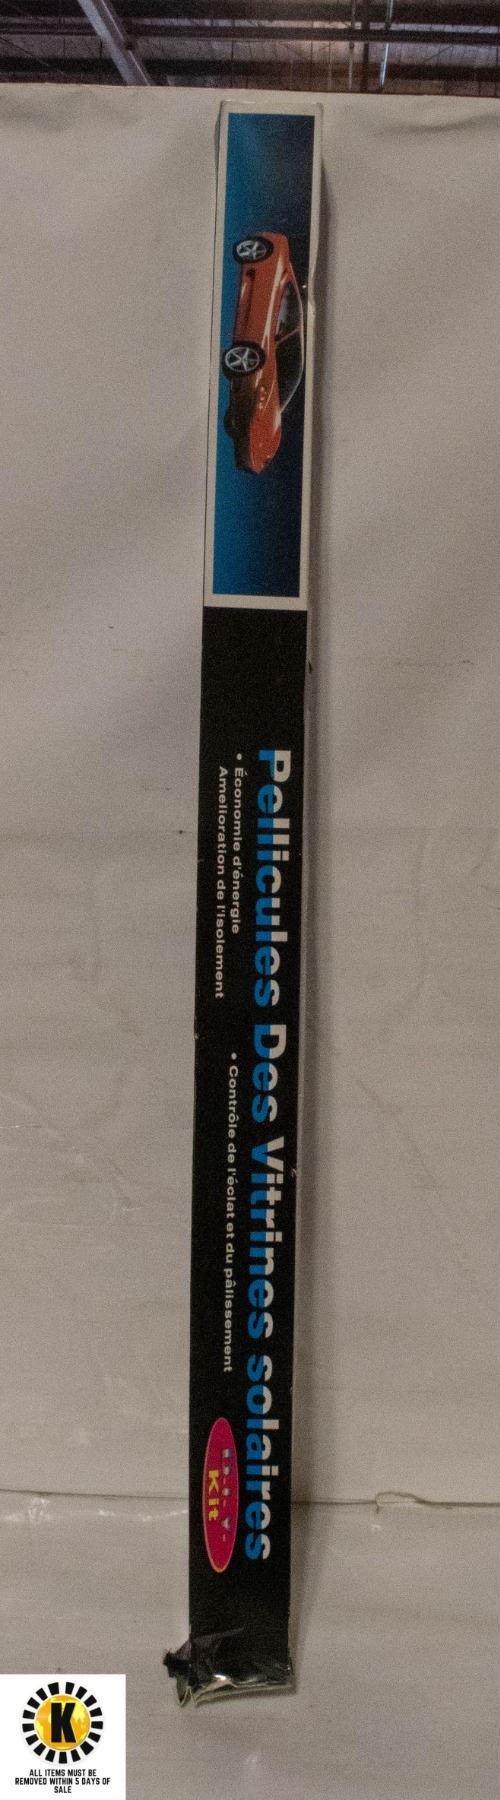 Pellicules Des Vitrines solaires
• Économie d'énergie
Amelioration de l'isolement
• Contrôle de l'éclat et du pâlissement
Kit
K
ALL ITEMS MUST BE
REMOVED WITHIN 5 DAYS OF
SALE